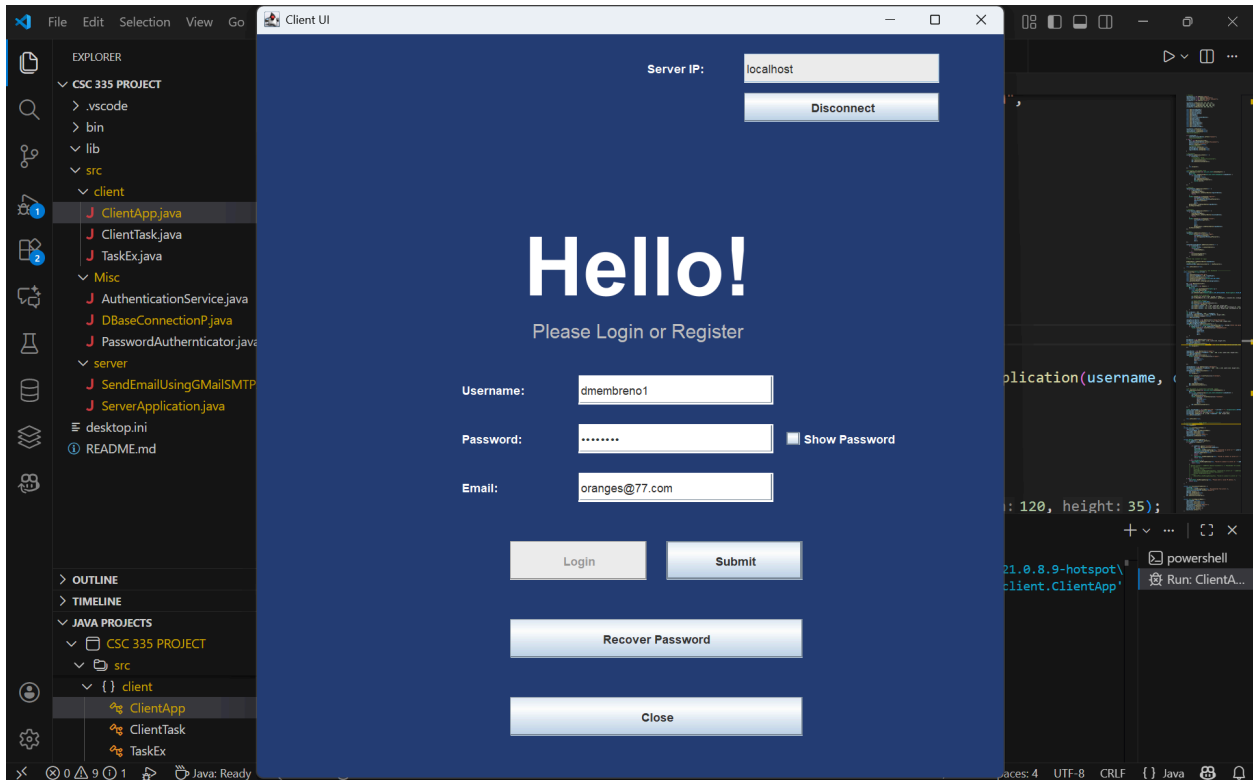 File Edit Selection View Go
Client UI
EXPLORER
CSC 335 PROJECT
.vscode
bin
lib
src
client
ClientApp.java
ClientTask.java
TaskEx.java
Misc
AuthenticationService.java
DBaseConnectionP.java
PasswordAuthernticator.java
server
SendEmailUsingGMailSMTP
ServerApplication.java
desktop.ini
README.md
1
2
OUTLINE
TIMELINE
JAVA PROJECTS
CSC 335 PROJECT
src
{ } client
ClientApp
ClientTask
TaskEx
0 9 1 Java: Ready
Server IP: localhost
Disconnect
Hello!
Please Login or Register
Username: dmembreno1
Password: •••••••• Show Password
Email: oranges@77.com
Login Submit
Recover Password
Close
",
plication(username,
: 120, height: 35);
powershell
21.0.8.9-hotspot\
Run: ClientA...
client.ClientApp'
paces: 4 UTF-8 CRLF { } Java